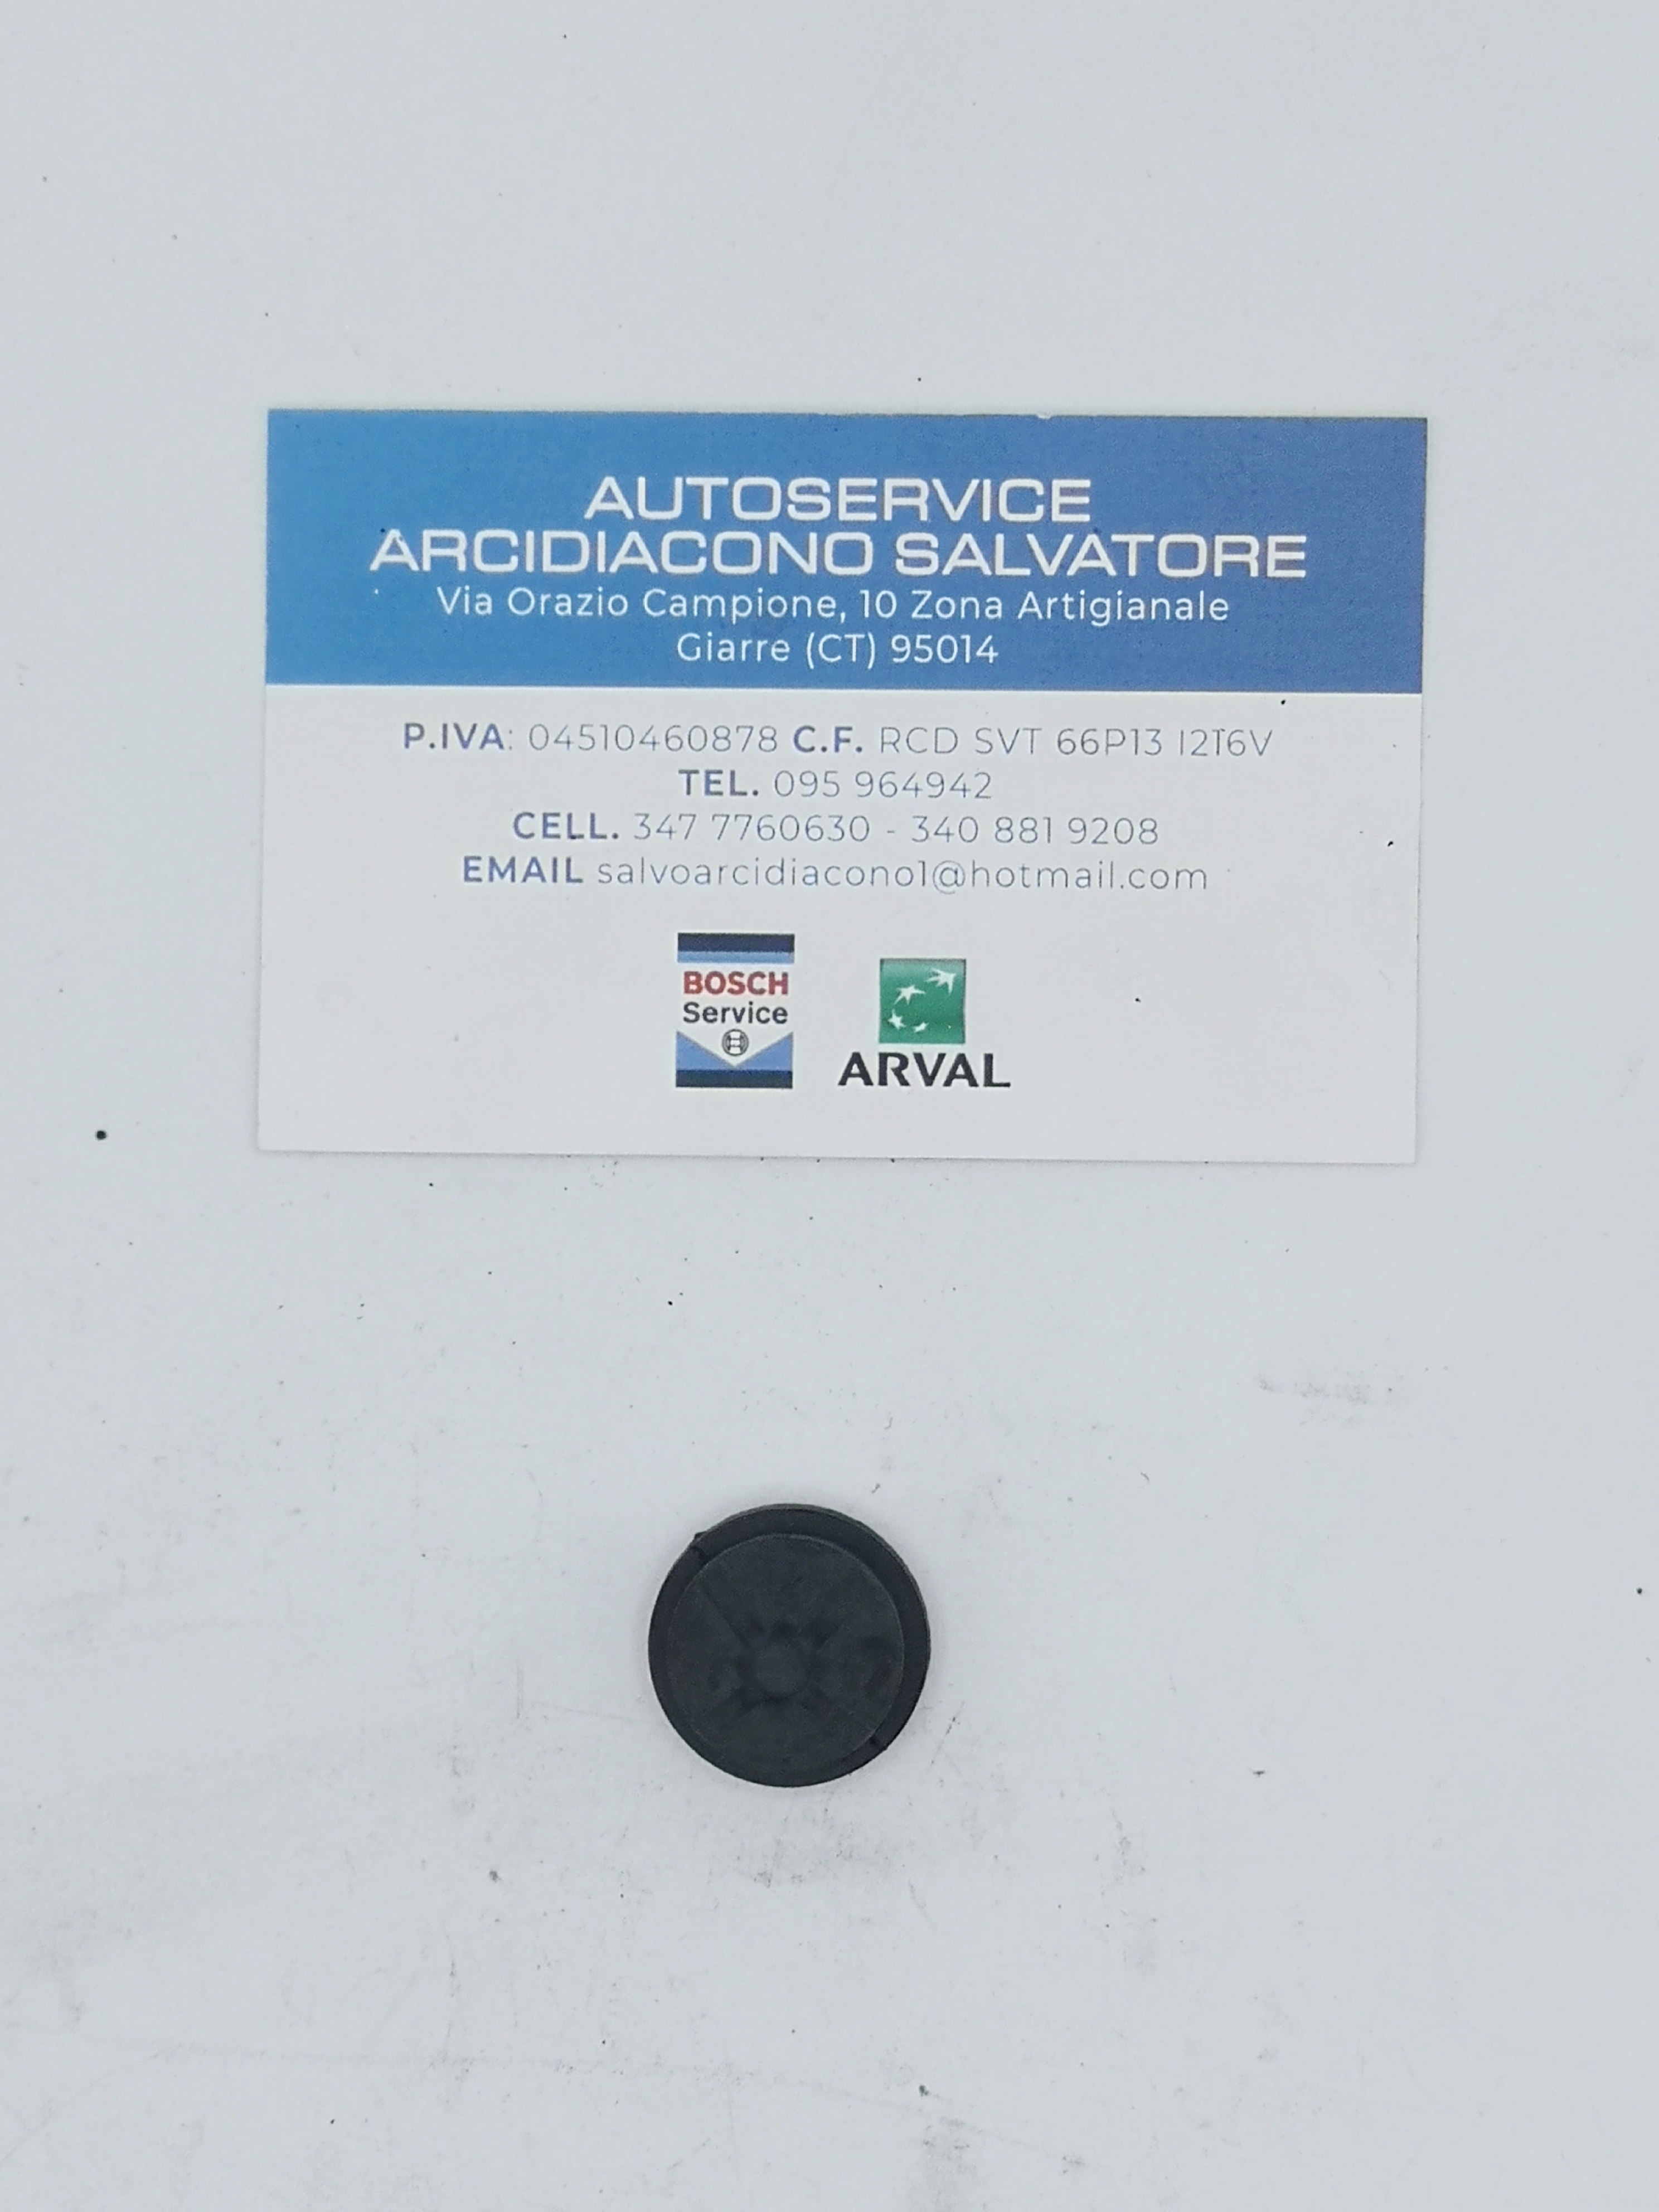 AUTOSERVICE
ARCIDIACONO SALVATORE
Via Orazio Campione, 10 Zona Artigianale
Giarre (CT) 95014
P.IVA: 04510460878 C.F. RCD SVT 66P13 I2T6V
TEL. 095 964942
CELL. 347 7760630 - 340 881 9208
EMAIL salvoarcidiacono1@hotmail.com
BOSCH
Service
ARVAL